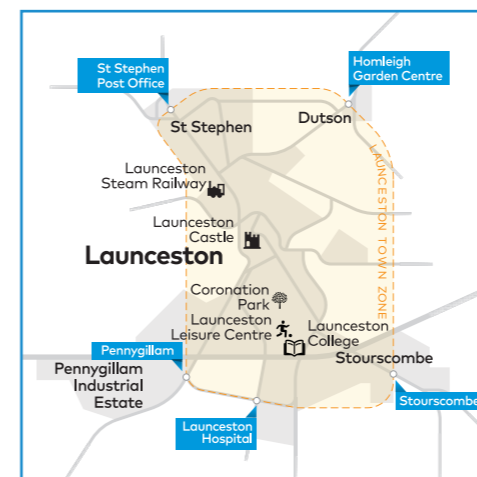 St Stephen
Post Office
Homleigh
Garden Centre
St Stephen
Dutson
Launceston
Steam Railway
LAUNCESTON TOWN ZONE
Launceston
Castle
Launceston
Coronation
Park
Launceston
Leisure Centre
Launceston
College
Pennygillam
Stourscombe
Pennygillam
Industrial
Estate
Stourscombe
Launceston
Hospital